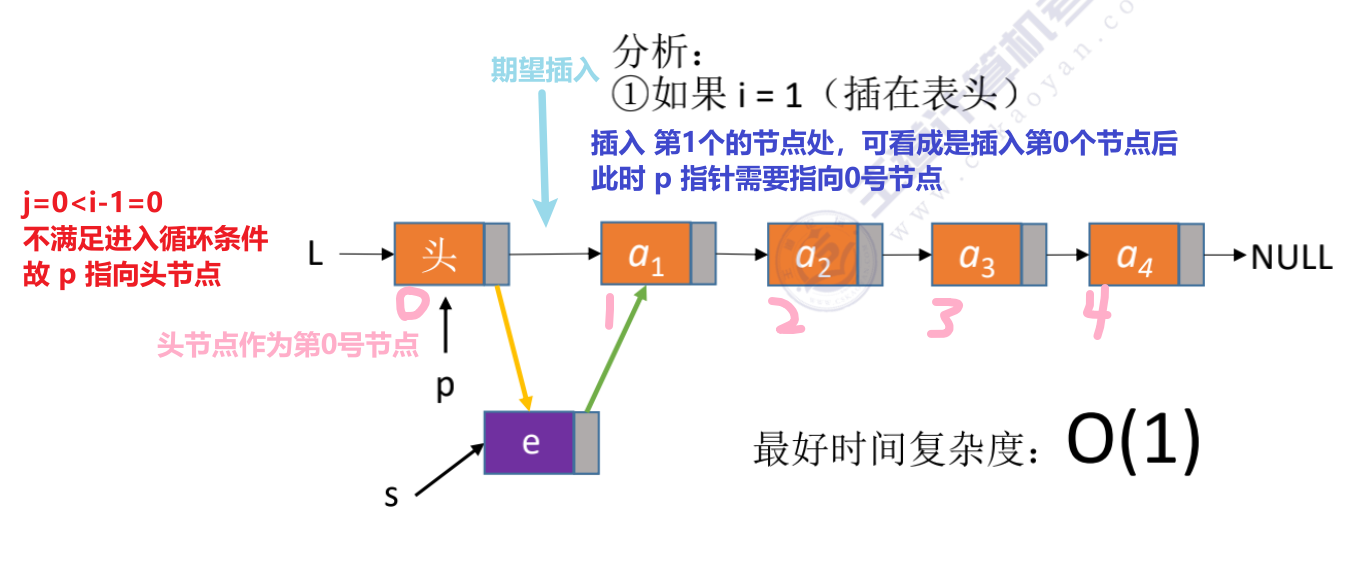 分析：
期望插入
①如果 i = 1（插在表头）
插入 第1个的节点处，可看成是插入第0个节点后
此时 p 指针需要指向0号节点
j=0<i-1=0
不满足进入循环条件
故 p 指向头节点
L 头 a1 a2 a3 a4 NULL
0 1 2 3 4
头节点作为第0号节点
p
e
最好时间复杂度：O(1)
s